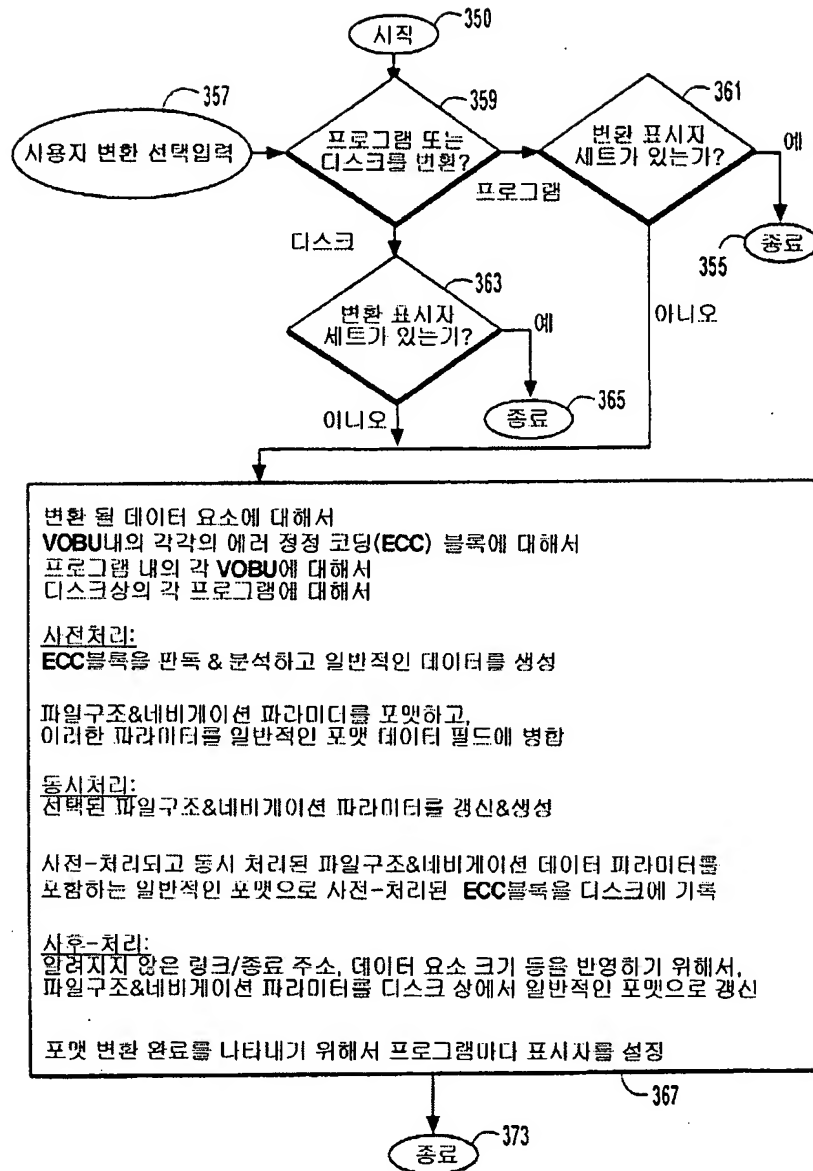 시작
350
357
359
361
사용자 변환 선택입력
프로그램 또는
디스크를 변환?
변환 표시자
세트가 있는가?
예
프로그램
디스크
355
종료
363
변환 표시자
세트가 있는가?
예
아니오
365
종료
아니오
변환 될 데이터 요소에 대해서
VOBU내의 각각의 에러 정정 코딩(ECC) 블록에 대해서
프로그램 내의 각 VOBU에 대해서
디스크상의 각 프로그램에 대해서
사전처리:
ECC블록을 판독 & 분석하고 일반적인 데이터를 생성
파일구조&네비게이션 파라미터를 포맷하고,
이러한 파라미터를 일반적인 포맷 데이터 필드에 병합
동시처리:
선택된 파일구조&네비게이션 파라미터를 갱신&생성
사전-처리되고 동시 처리된 파일구조&네비게이션 데이터 파라미터를
포함하는 일반적인 포맷으로 사전-처리된 ECC블록을 디스크에 기록
사후-처리:
알려지지 않은 링크/종료 주소, 데이터 요소 크기 등을 반영하기 위해서,
파일구조&네비게이션 파라미터를 디스크 상에서 일반적인 포맷으로 갱신
포맷 변환 완료를 나타내기 위해서 프로그램마다 표시자를 설정
367
373
종료